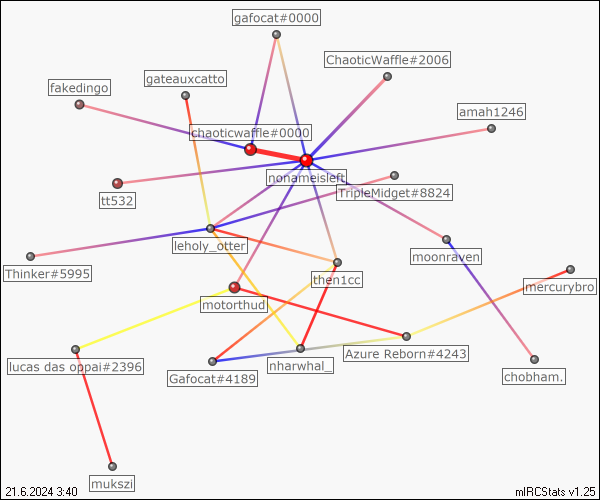 gafocat#0000
ChaoticWaffle#2006
gateauxcatto
fakedingo
amah1246
chaoticwaffle#0000
nonameisleft
TripleMidget#8824
tt532
leholy_otter
moonraven
Thinker#5995
then1cc
mercurybro
motorthud
Azure Reborn#4243
lucas das oppai#2396
nharwhal_
Gafocat#4189
chobham.
mukszi
21.6.2024 3:40
mIRCStats v1.25